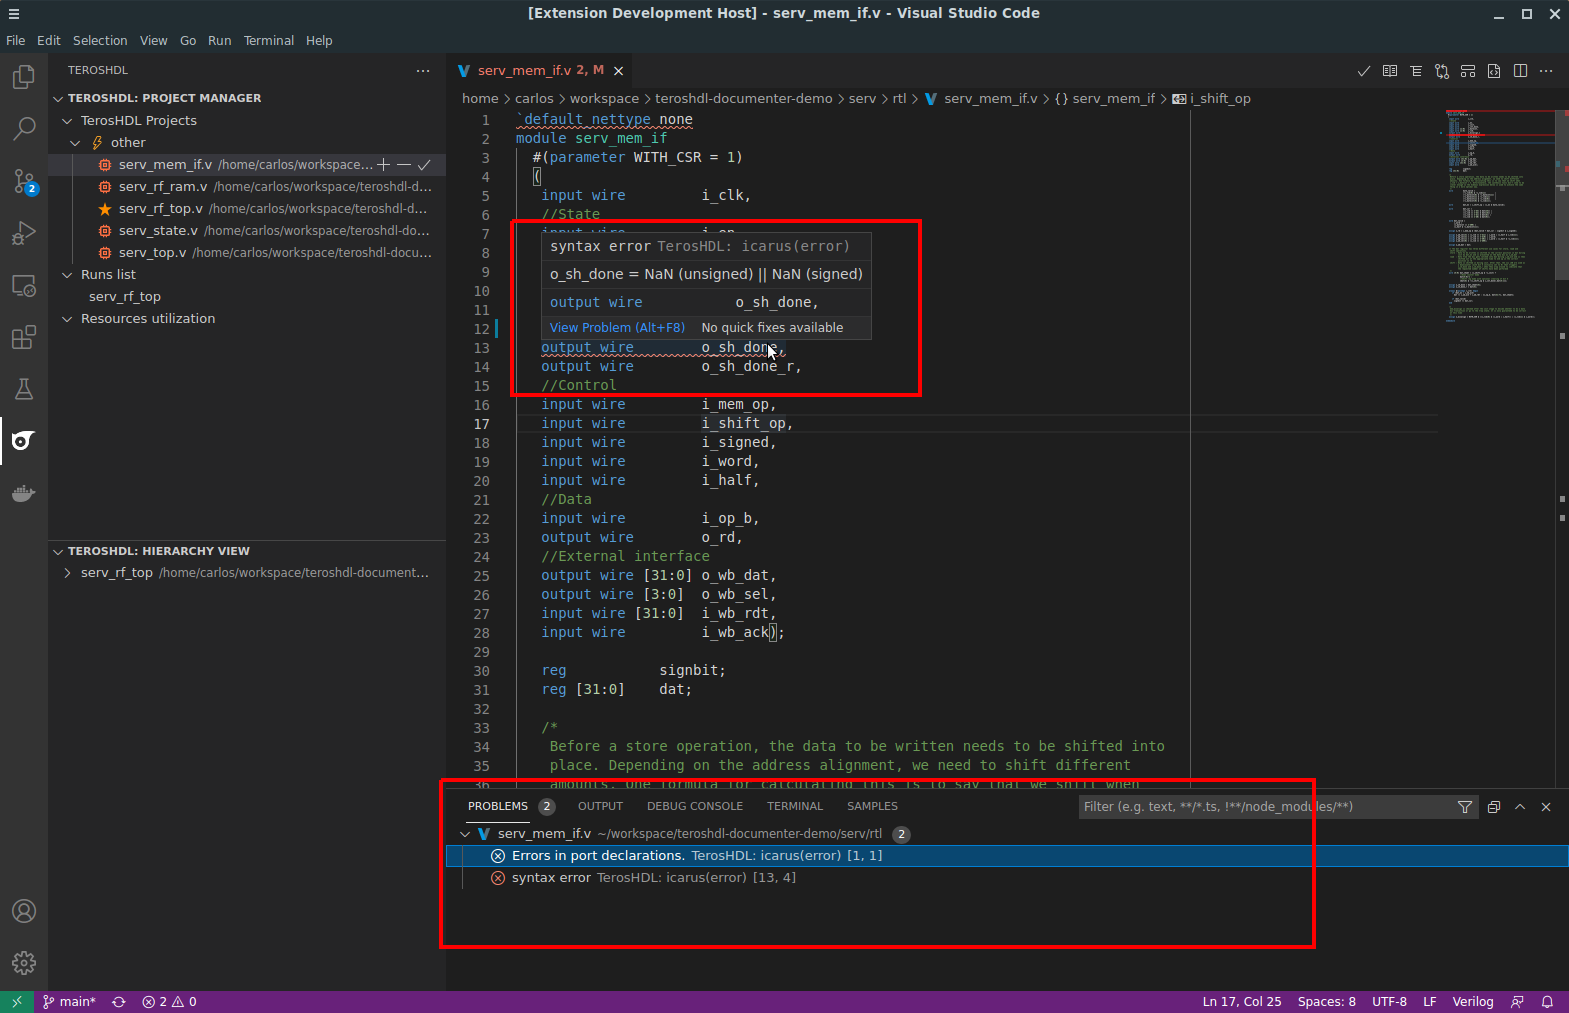 [Extension Development Host] - serv_mem_if.v - Visual Studio Code
File Edit Selection View Go Run Terminal Help
TEROSHDL
TEROSHDL: PROJECT MANAGER
TerosHDL Projects
other
serv_mem_if.v /home/carlos/workspace...
serv_rf_ram.v /home/carlos/workspace/teroshdl-d...
serv_rf_top.v /home/carlos/workspace/teroshdl-d...
serv_state.v /home/carlos/workspace/teroshdl-do...
serv_top.v /home/carlos/workspace/teroshdl-docu...
Runs list
serv_rf_top
Resources utilization
TEROSHDL: HIERARCHY VIEW
serv_rf_top /home/carlos/workspace/teroshdl-document...
2
serv_mem_if.v 2, M
home > carlos > workspace > teroshdl-documenter-demo > serv > rtl > serv_mem_if.v > {} serv_mem_if > i_shift_op
1 `default_nettype none
2 module serv_mem_if
3 #(parameter WITH_CSR = 1)
4 (
5 input wire i_clk,
6 //State
7
8
9
10
11
12
syntax error TerosHDL: icarus(error)
o_sh_done = NaN (unsigned) || NaN (signed)
output wire o_sh_done,
View Problem (Alt+F8) No quick fixes available
13 output wire o_sh_done,
14 output wire o_sh_done_r,
15 //Control
16 input wire i_mem_op,
17 input wire i_shift_op,
18 input wire i_signed,
19 input wire i_word,
20 input wire i_half,
21 //Data
22 input wire i_op_b,
23 output wire o_rd,
24 //External interface
25 output wire [31:0] o_wb_dat,
26 output wire [3:0] o_wb_sel,
27 input wire [31:0] i_wb_rdt,
28 input wire i_wb_ack);
29
30 reg signbit;
31 reg [31:0] dat;
32
33 /*
34 Before a store operation, the data to be written needs to be shifted into
35 place. Depending on the address alignment, we need to shift different
36 amounts. One formula for calculating this is to say that we shift when
PROBLEMS 2 OUTPUT DEBUG CONSOLE TERMINAL SAMPLES
Filter (e.g. text, **/*.ts, !**/node_modules/**)
serv_mem_if.v ~/workspace/teroshdl-documenter-demo/serv/rtl 2
Errors in port declarations. TerosHDL: icarus(error) [1, 1]
syntax error TerosHDL: icarus(error) [13, 4]
main* 2 0
Ln 17, Col 25 Spaces: 8 UTF-8 LF Verilog